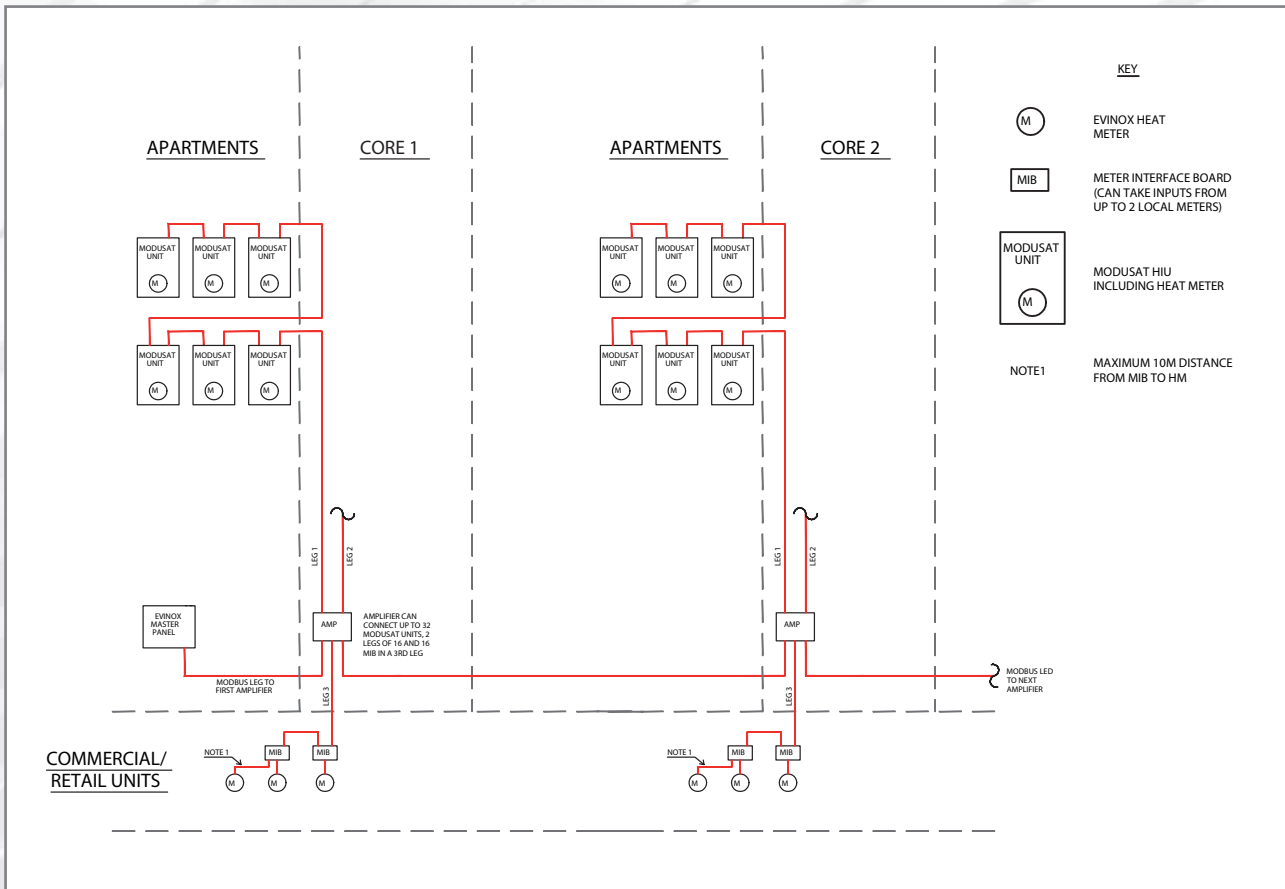 APARTMENTS
CORE 1
APARTMENTS
CORE 2
KEY
M
EVINOX HEAT
METER
MIB
METER INTERFACE BOARD
(CAN TAKE INPUTS FROM
UP TO 2 LOCAL METERS)
MODUSAT
UNIT
M
MODUSAT HIU
INCLUDING HEAT METER
NOTE1
MAXIMUM 10M DISTANCE
FROM MIB TO HM
MODUSAT
UNIT
M
MODUSAT
UNIT
M
MODUSAT
UNIT
M
MODUSAT
UNIT
M
MODUSAT
UNIT
M
MODUSAT
UNIT
M
MODUSAT
UNIT
M
MODUSAT
UNIT
M
MODUSAT
UNIT
M
MODUSAT
UNIT
M
MODUSAT
UNIT
M
MODUSAT
UNIT
M
LEG 1
LEG 2
LEG 1
LEG 2
EVINOX
MASTER
PANEL
AMP
AMPLIFIER CAN
CONNECT UP TO 32
MODUSAT UNITS, 2
LEGS OF 16 AND 16
MIB IN A 3RD LEG
AMP
MODBUS LEG TO
FIRST AMPLIFIER
LEG 3
LEG 3
MODBUS LED
TO NEXT
AMPLIFIER
COMMERCIAL/
RETAIL UNITS
NOTE 1
MIB
MIB
M
M
M
NOTE 1
MIB
MIB
M
M
M